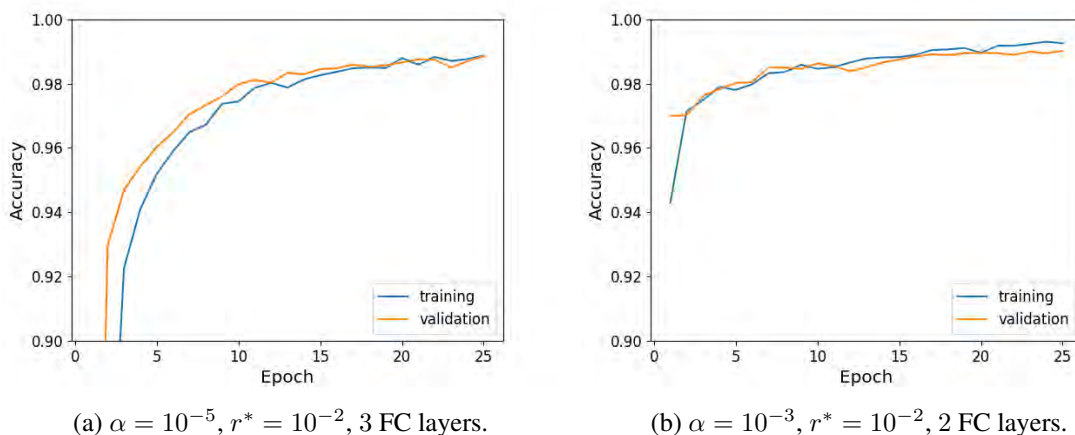 1.00
0.98
0.96
0.94
0.92
0.90
Accuracy
0
5
10
15
20
25
Epoch
training
validation
(a) α = 10⁻⁵, r* = 10⁻², 3 FC layers.
1.00
0.98
0.96
0.94
0.92
0.90
Accuracy
0
5
10
15
20
25
Epoch
training
validation
(b) α = 10⁻³, r* = 10⁻², 2 FC layers.